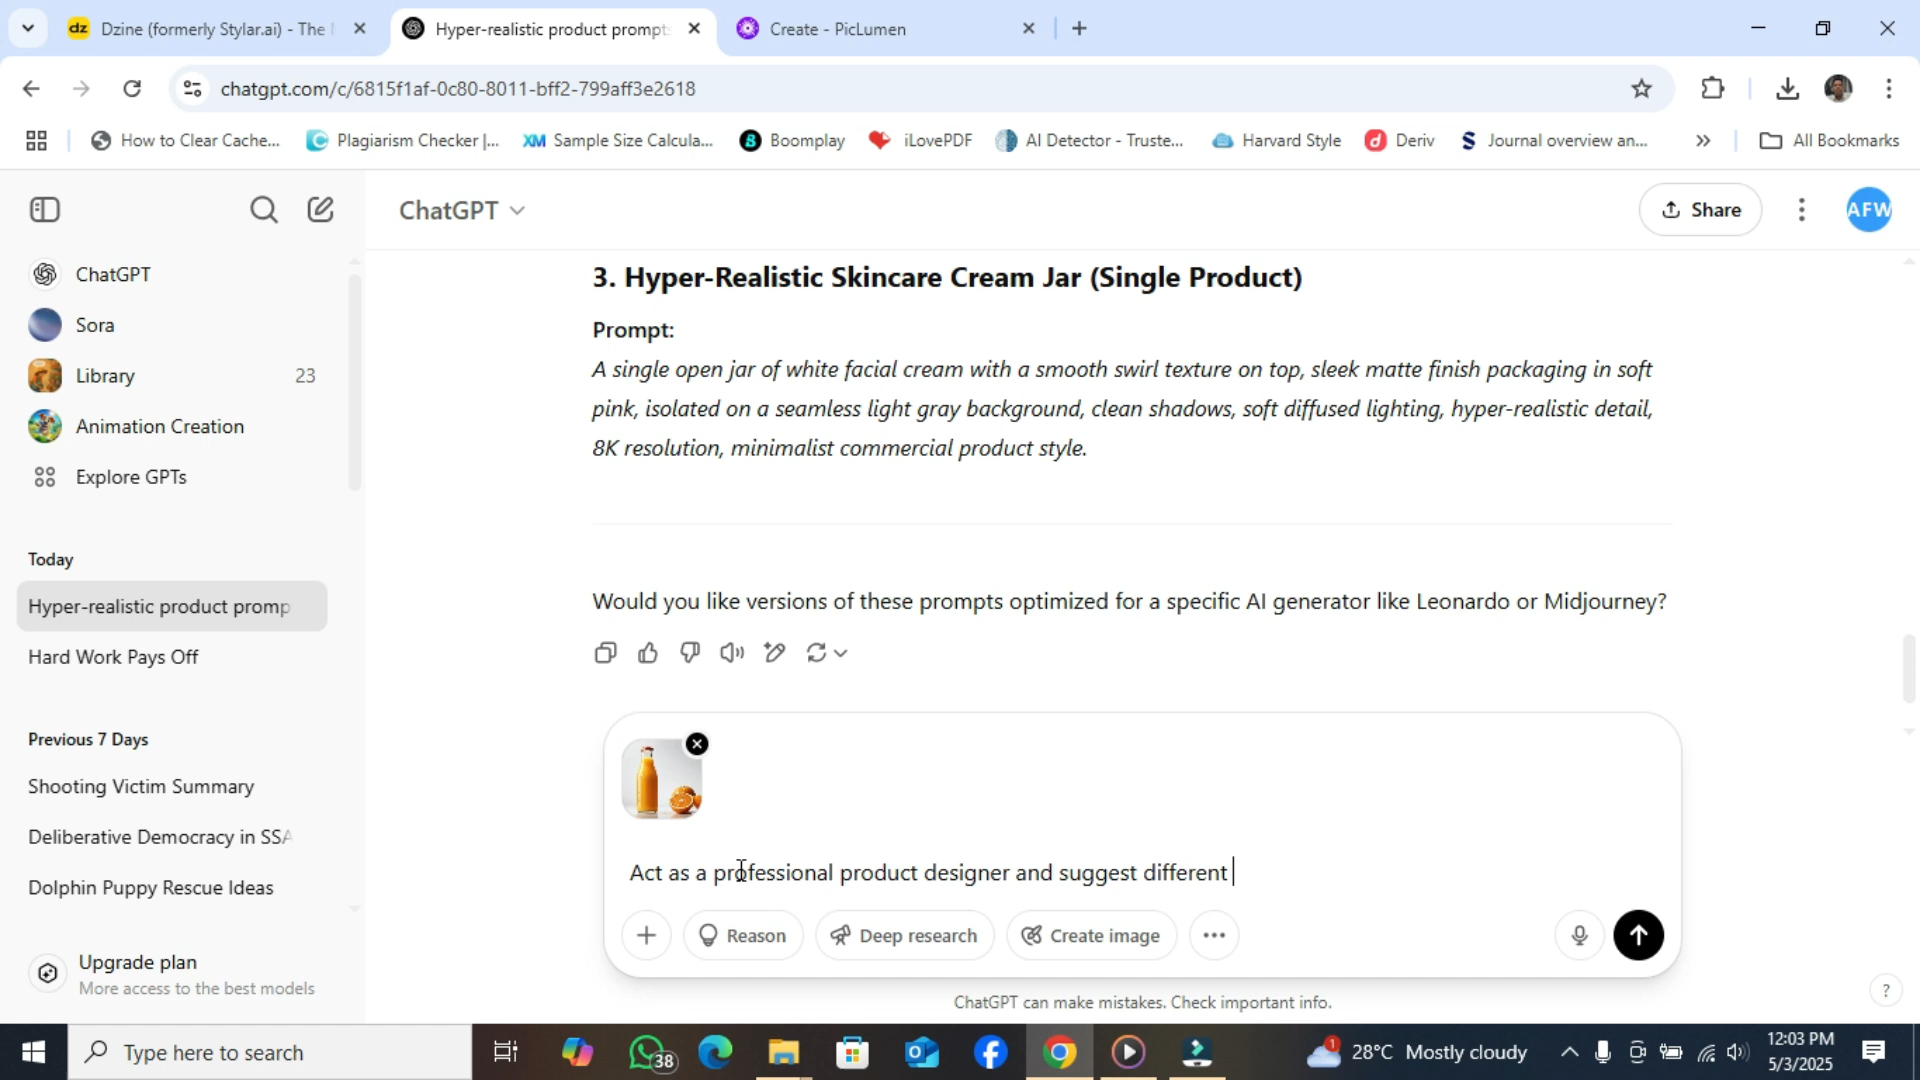 Dzine (formerly Stylar.ai) - The
Hyper-realistic product prompts
Create - PicLumen
chatgpt.com/c/6815f1af-0c80-8011-bff2-799aff3e2618
How to Clear Cache...
Plagiarism Checker |...
XM Sample Size Calcula...
Boomplay
iLovePDF
AI Detector - Truste...
Harvard Style
Deriv
Journal overview an...
All Bookmarks
ChatGPT
Share
AFW
ChatGPT
Sora
Library 23
Animation Creation
Explore GPTs
Today
Hyper-realistic product promp
Hard Work Pays Off
Previous 7 Days
Shooting Victim Summary
Deliberative Democracy in SSA
Dolphin Puppy Rescue Ideas
Upgrade plan
More access to the best models
3. Hyper-Realistic Skincare Cream Jar (Single Product)
Prompt:
A single open jar of white facial cream with a smooth swirl texture on top, sleek matte finish packaging in soft
pink, isolated on a seamless light gray background, clean shadows, soft diffused lighting, hyper-realistic detail,
8K resolution, minimalist commercial product style.
Would you like versions of these prompts optimized for a specific AI generator like Leonardo or Midjourney?
Act as a professional product designer and suggest different
Reason
Deep research
Create image
ChatGPT can make mistakes. Check important info.
?
Type here to search
38
1
28°C Mostly cloudy
12:03 PM
5/3/2025